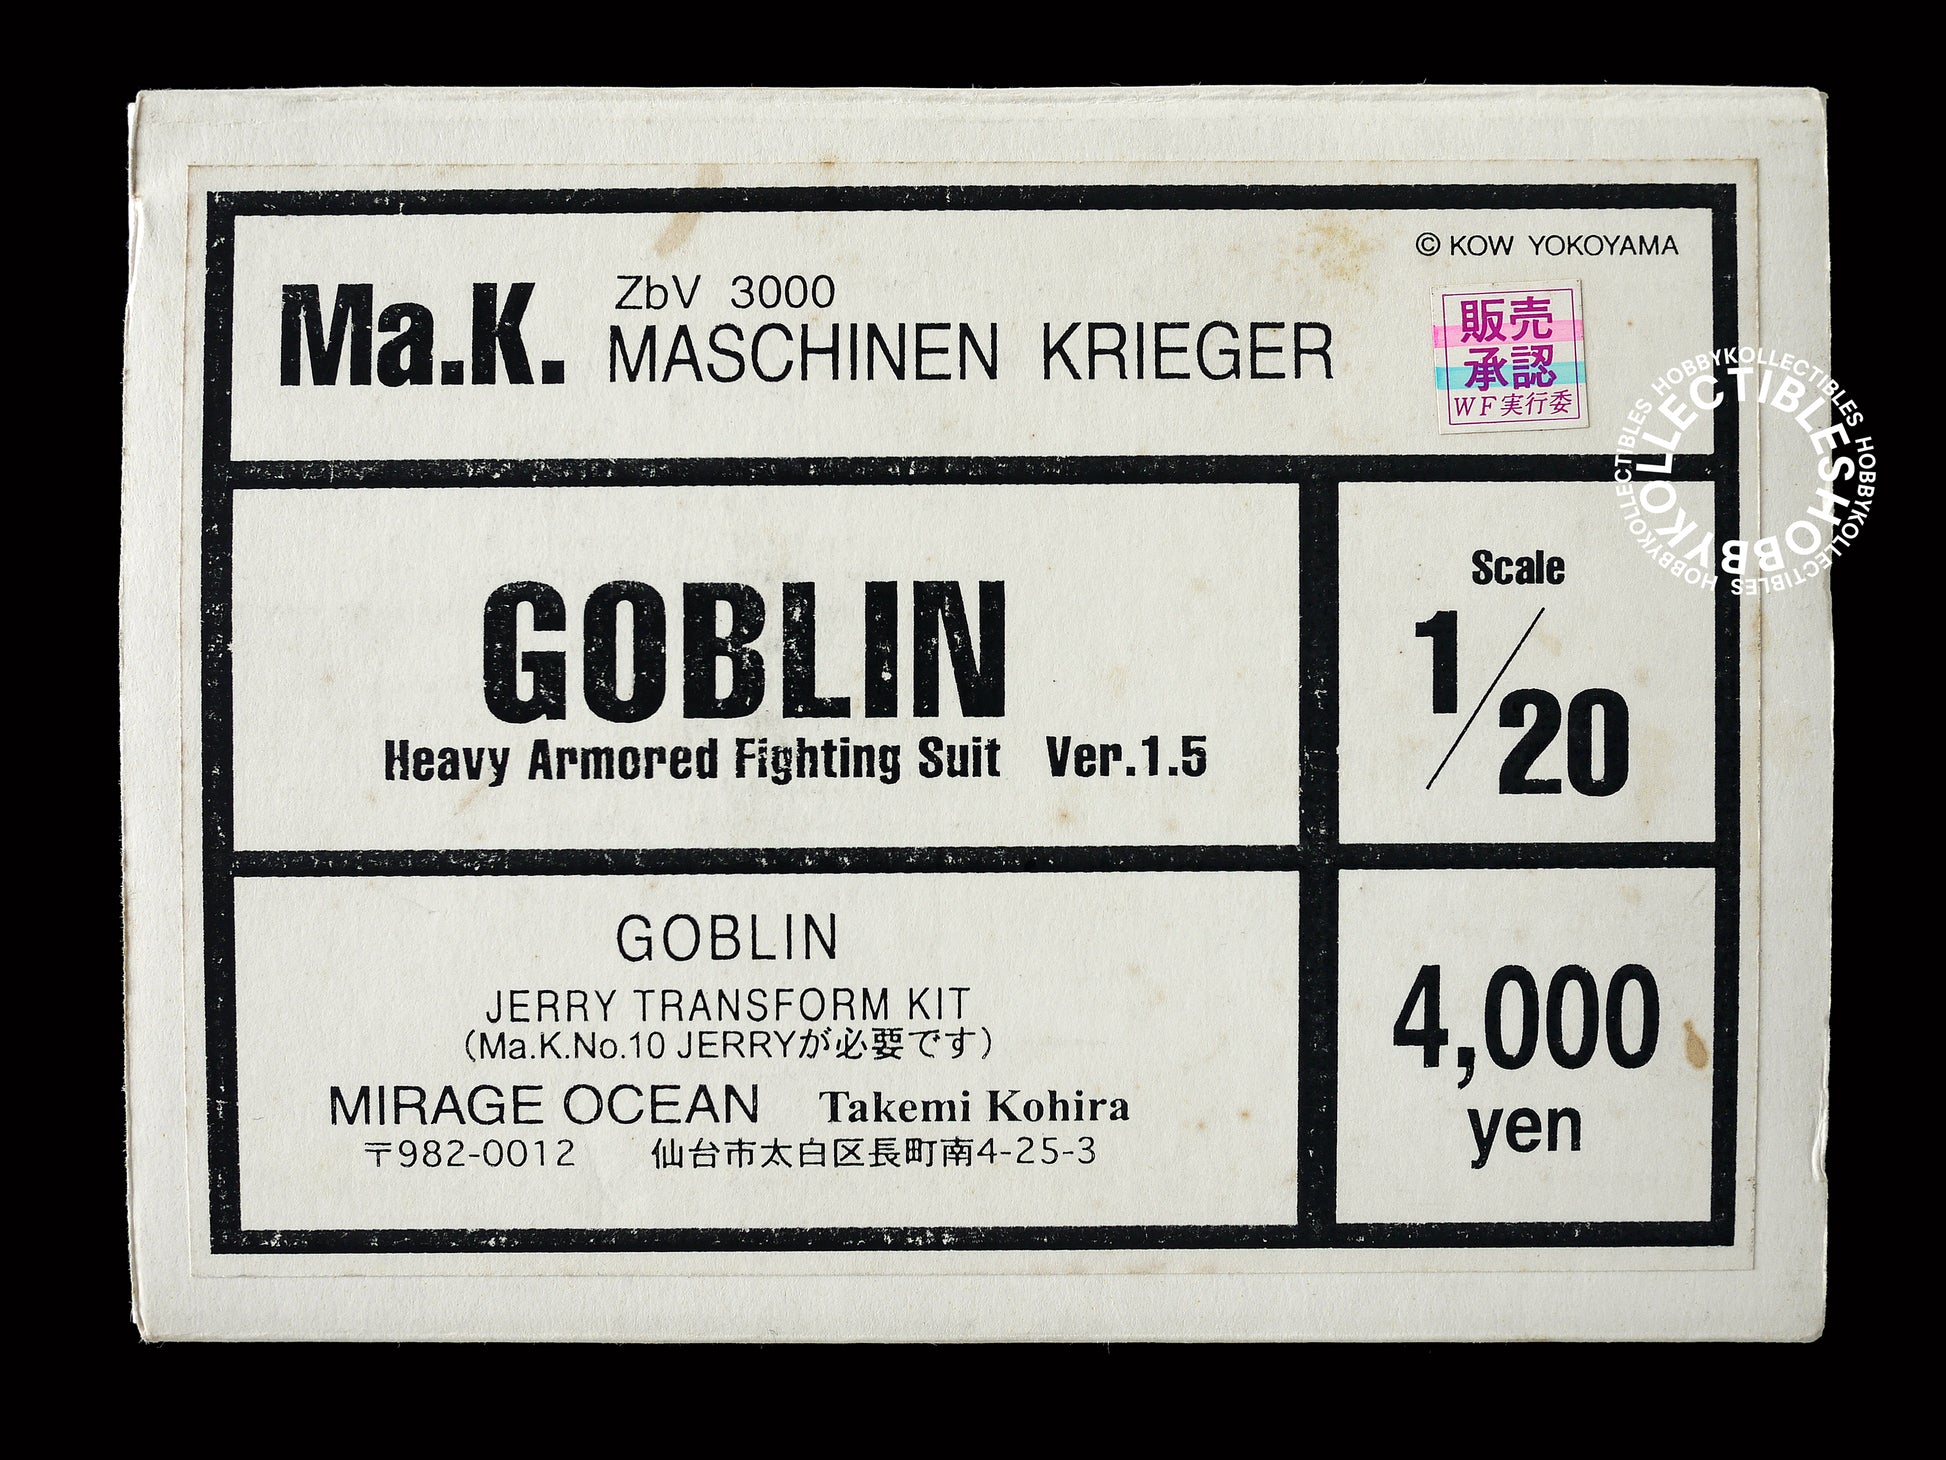 © KOW YOKOYAMA
Ma.K.
ZbV 3000
MASCHINEN KRIEGER
販売
承認
WF実行委
GOBLIN
Heavy Armored Fighting Suit Ver.1.5
Scale
1/20
GOBLIN
JERRY TRANSFORM KIT
(Ma.K.No.10 JERRYが必要です)
MIRAGE OCEAN Takemi Kohira
〒982-0012 仙台市太白区長町南4-25-3
4,000
yen
HOBBYKOLLECTIBLES HOBBYKOLLECTIBLES HOBBYKOLLECTIBLES
HOBBYKOLLECTIBLES